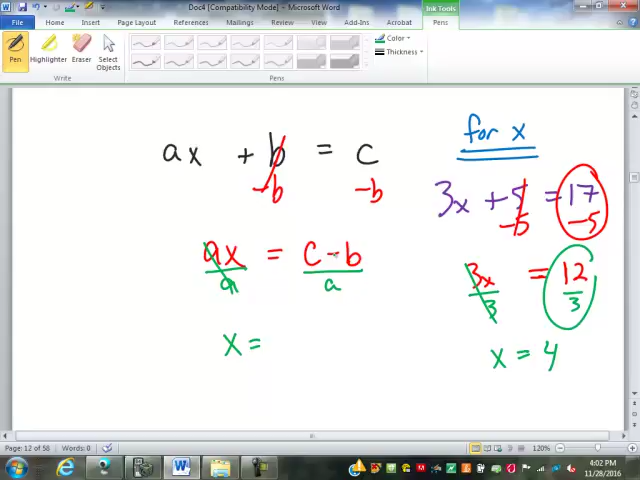 Doc4 [Compatibility Mode] - Microsoft Word
Ink Tools
File Home Insert Page Layout References Mailings Review View Add-Ins Acrobat Pens
Pen Highlighter Eraser Select Objects
Color
Thickness
Write Pens
for x
ax + b = c
-b -b
3x + 5 = 17
-5 -5
ax = c - b
a a
3x = 12
3 3
x =
x = 4
Page: 12 of 58 Words: 0 120%
4:02 PM
11/28/2016